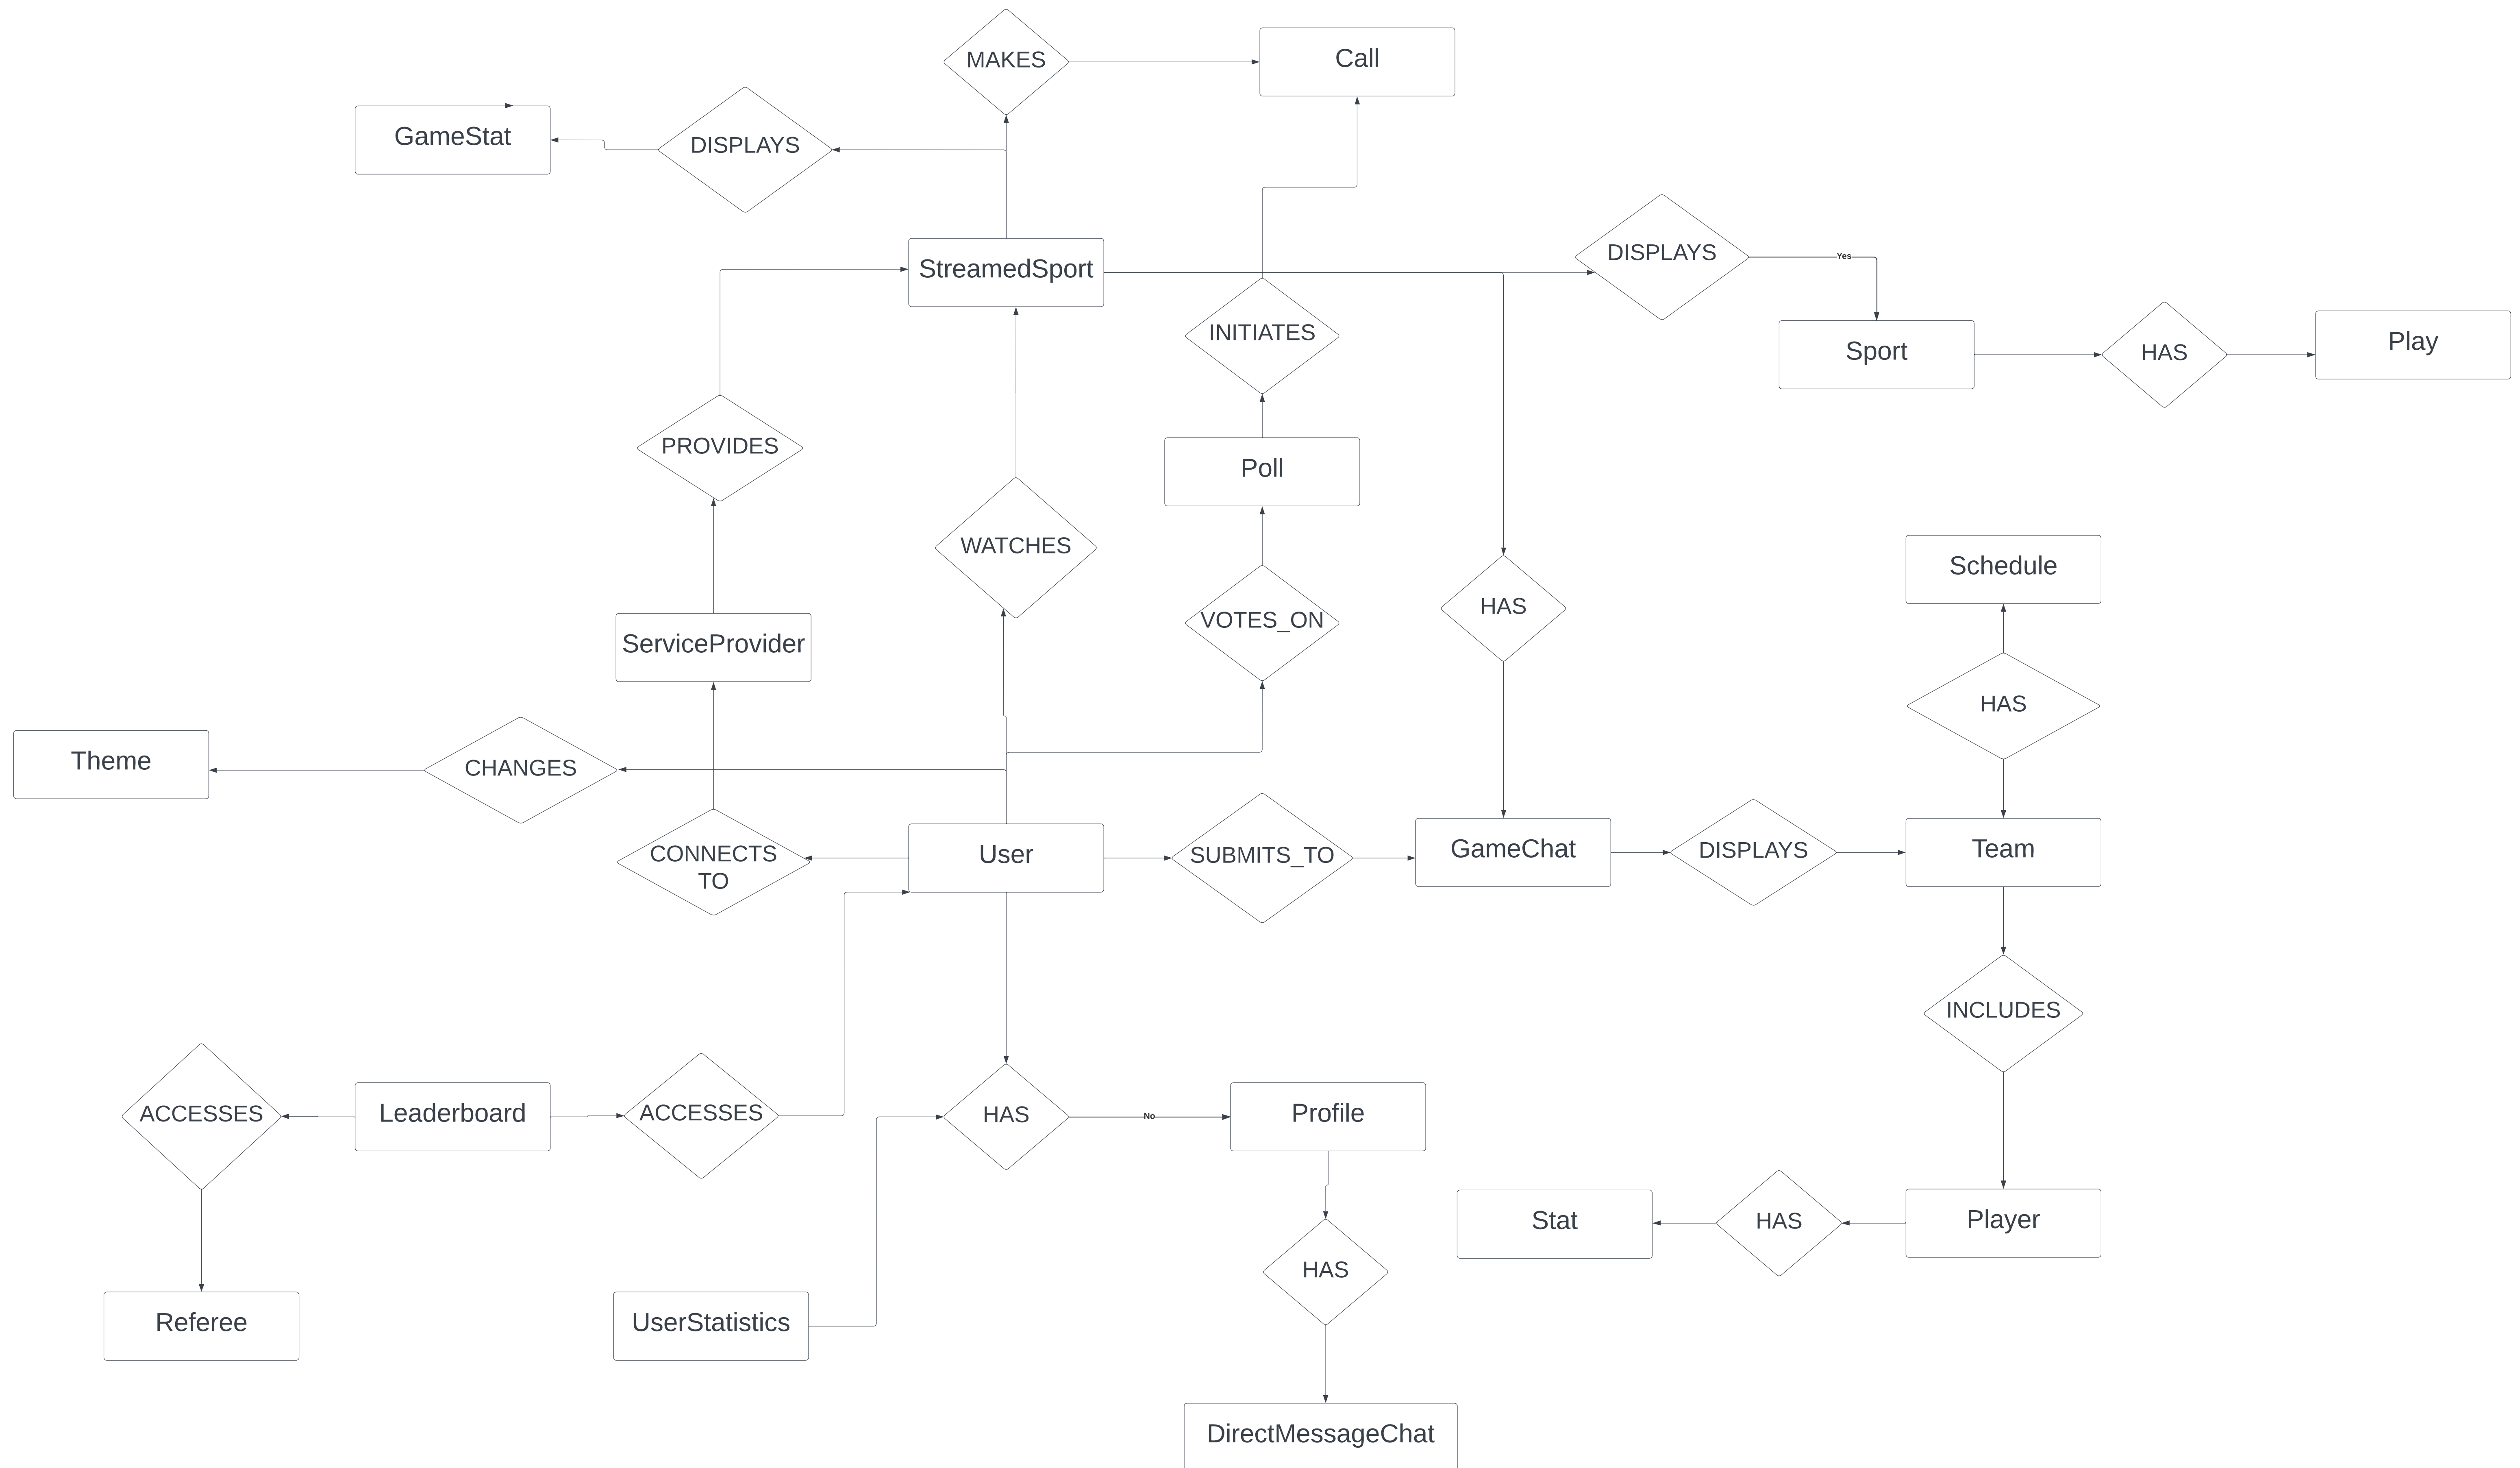 MAKES
Call
GameStat
DISPLAYS
StreamedSport
DISPLAYS
Yes
INITIATES
Sport
HAS
Play
PROVIDES
Poll
WATCHES
Schedule
HAS
VOTES_ON
ServiceProvider
HAS
Theme
CHANGES
CONNECTS
TO
User
SUBMITS_TO
GameChat
DISPLAYS
Team
INCLUDES
ACCESSES
Leaderboard
ACCESSES
HAS
No
Profile
Stat
HAS
Player
HAS
Referee
UserStatistics
DirectMessageChat